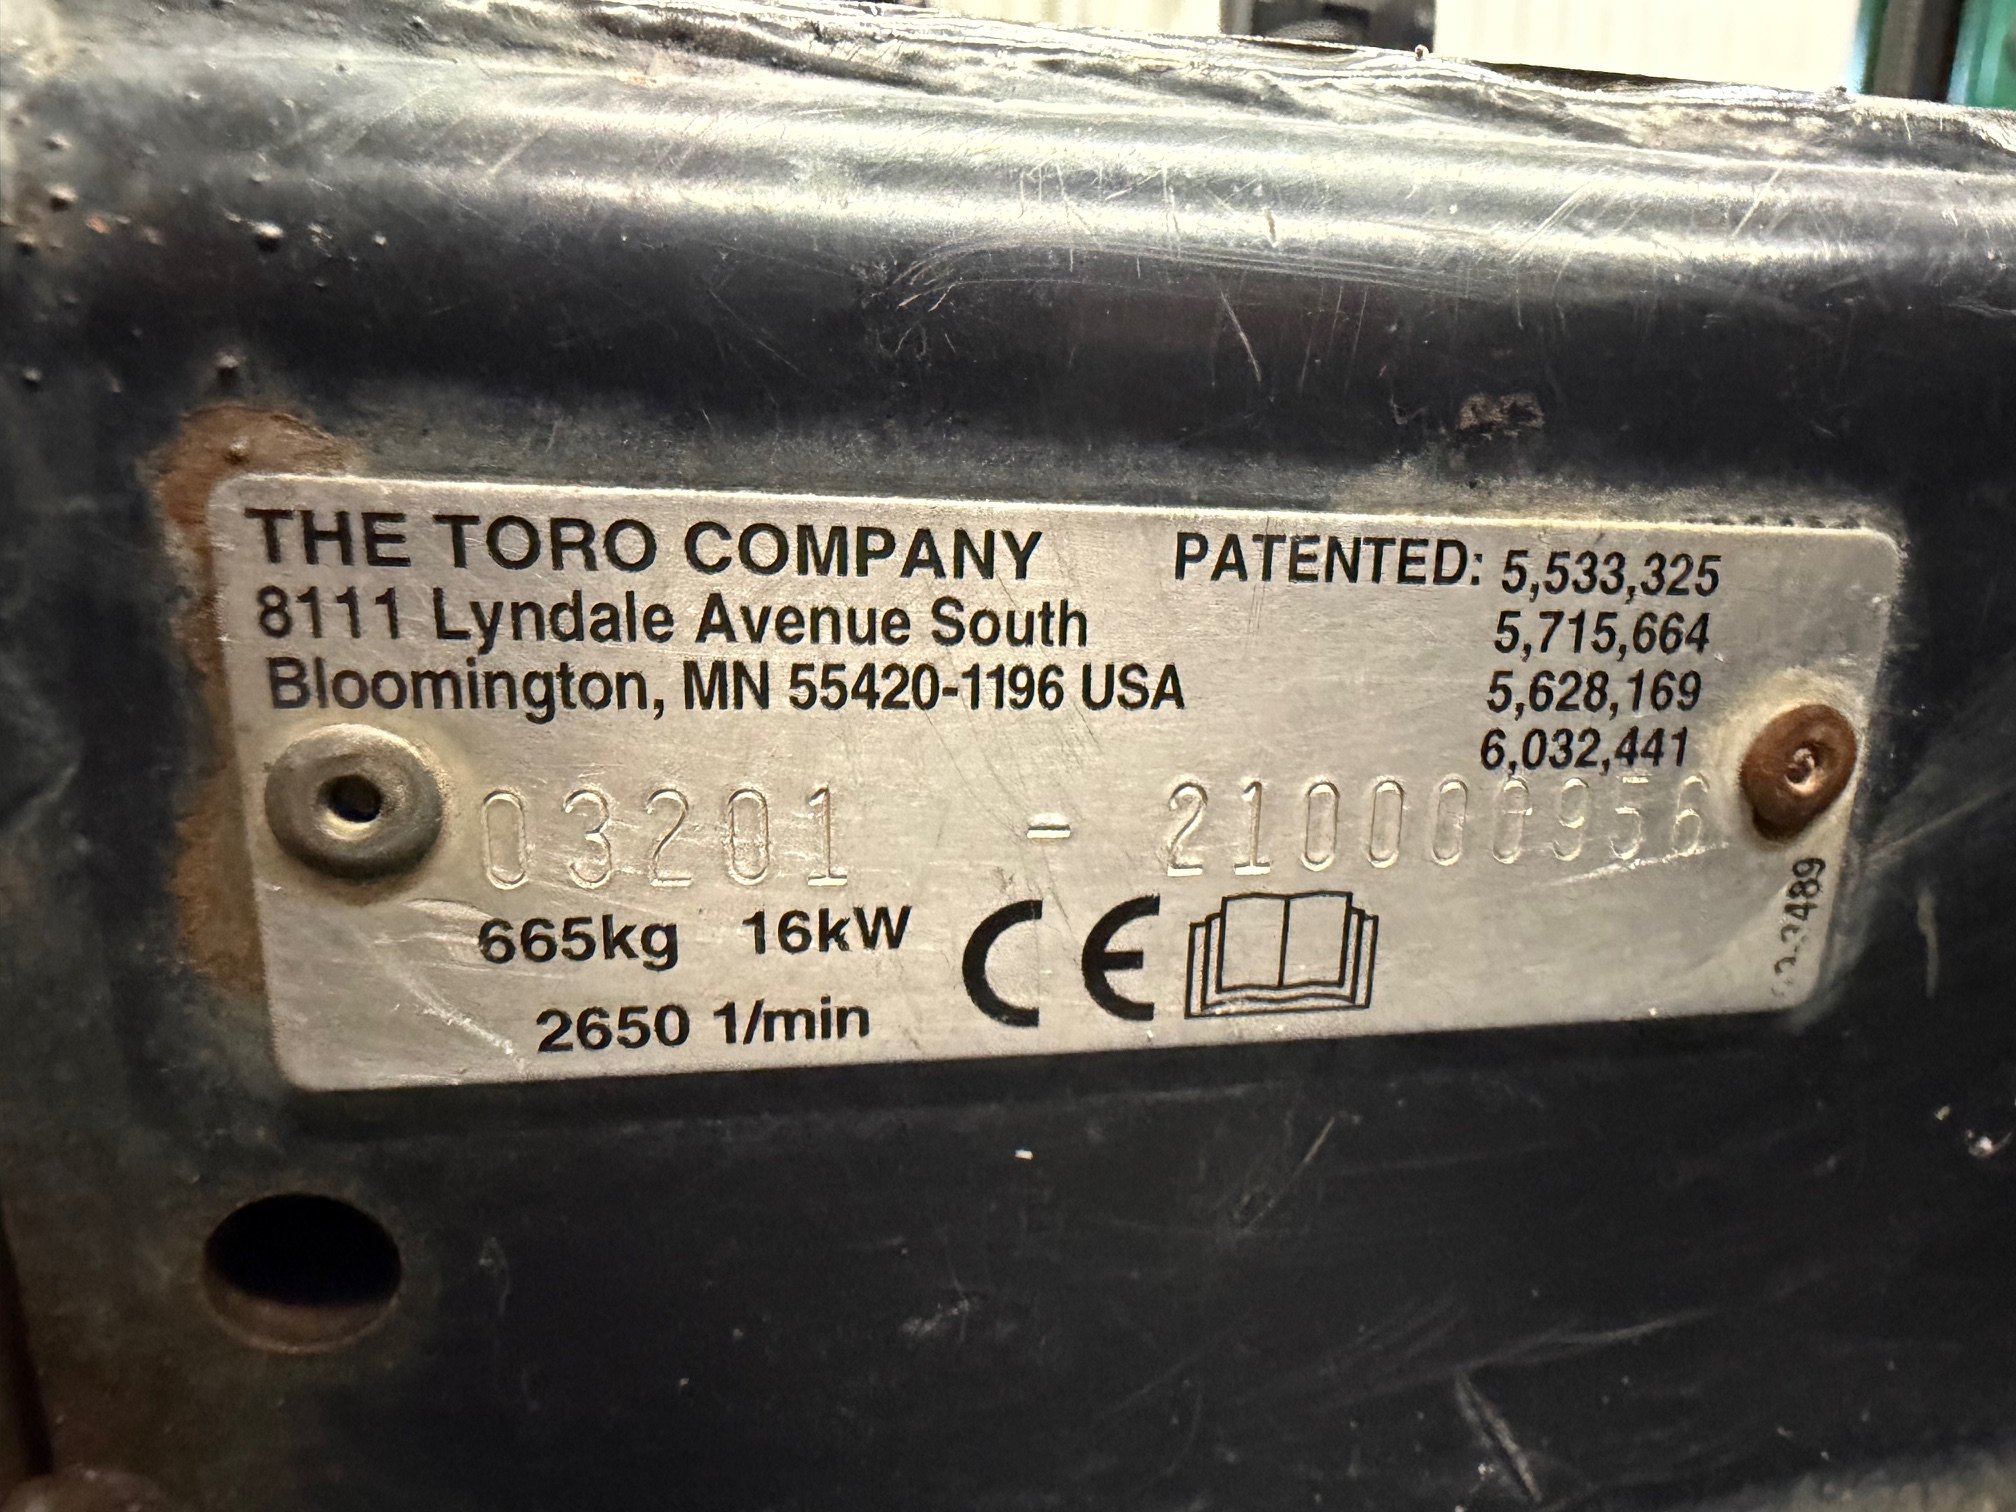 THE TORO COMPANY
8111 Lyndale Avenue South
Bloomington, MN 55420-1196 USA
PATENTED: 5,533,325
5,715,664
5,628,169
6,032,441
03201 - 210000956
665kg 16kW
2650 1/min
CE